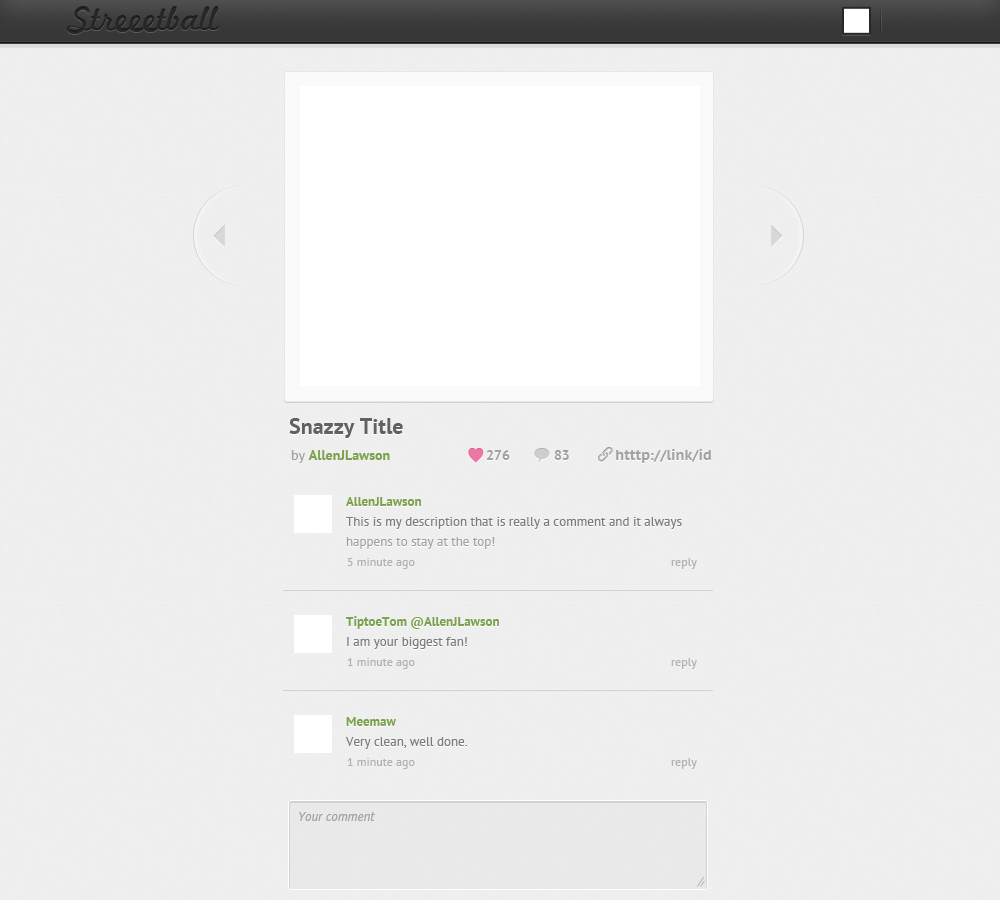 Streeetball
Snazzy Title
by AllenJLawson 276 83 htttp://link/id
AllenJLawson
This is my description that is really a comment and it always
happens to stay at the top!
5 minute ago reply
TiptoeTom @AllenJLawson
I am your biggest fan!
1 minute ago reply
Meemaw
Very clean, well done.
1 minute ago reply
Your comment